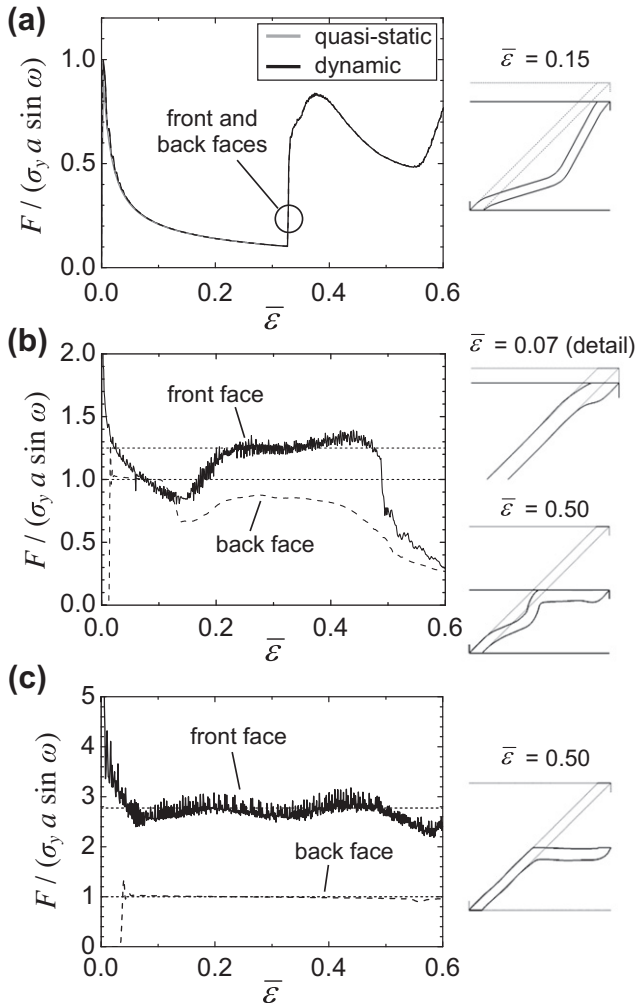 (a)
quasi-static
dynamic
front and
back faces
F / (σy a sin ω)
1.0
0.5
0.0
0.0
0.2
0.4
0.6
ε̅
ε̅ = 0.15
(b)
front face
back face
F / (σy a sin ω)
2.0
1.5
1.0
0.5
0.0
0.0
0.2
0.4
0.6
ε̅
ε̅ = 0.07 (detail)
ε̅ = 0.50
(c)
front face
back face
F / (σy a sin ω)
5
4
3
2
1
0
0.0
0.2
0.4
0.6
ε̅
ε̅ = 0.50